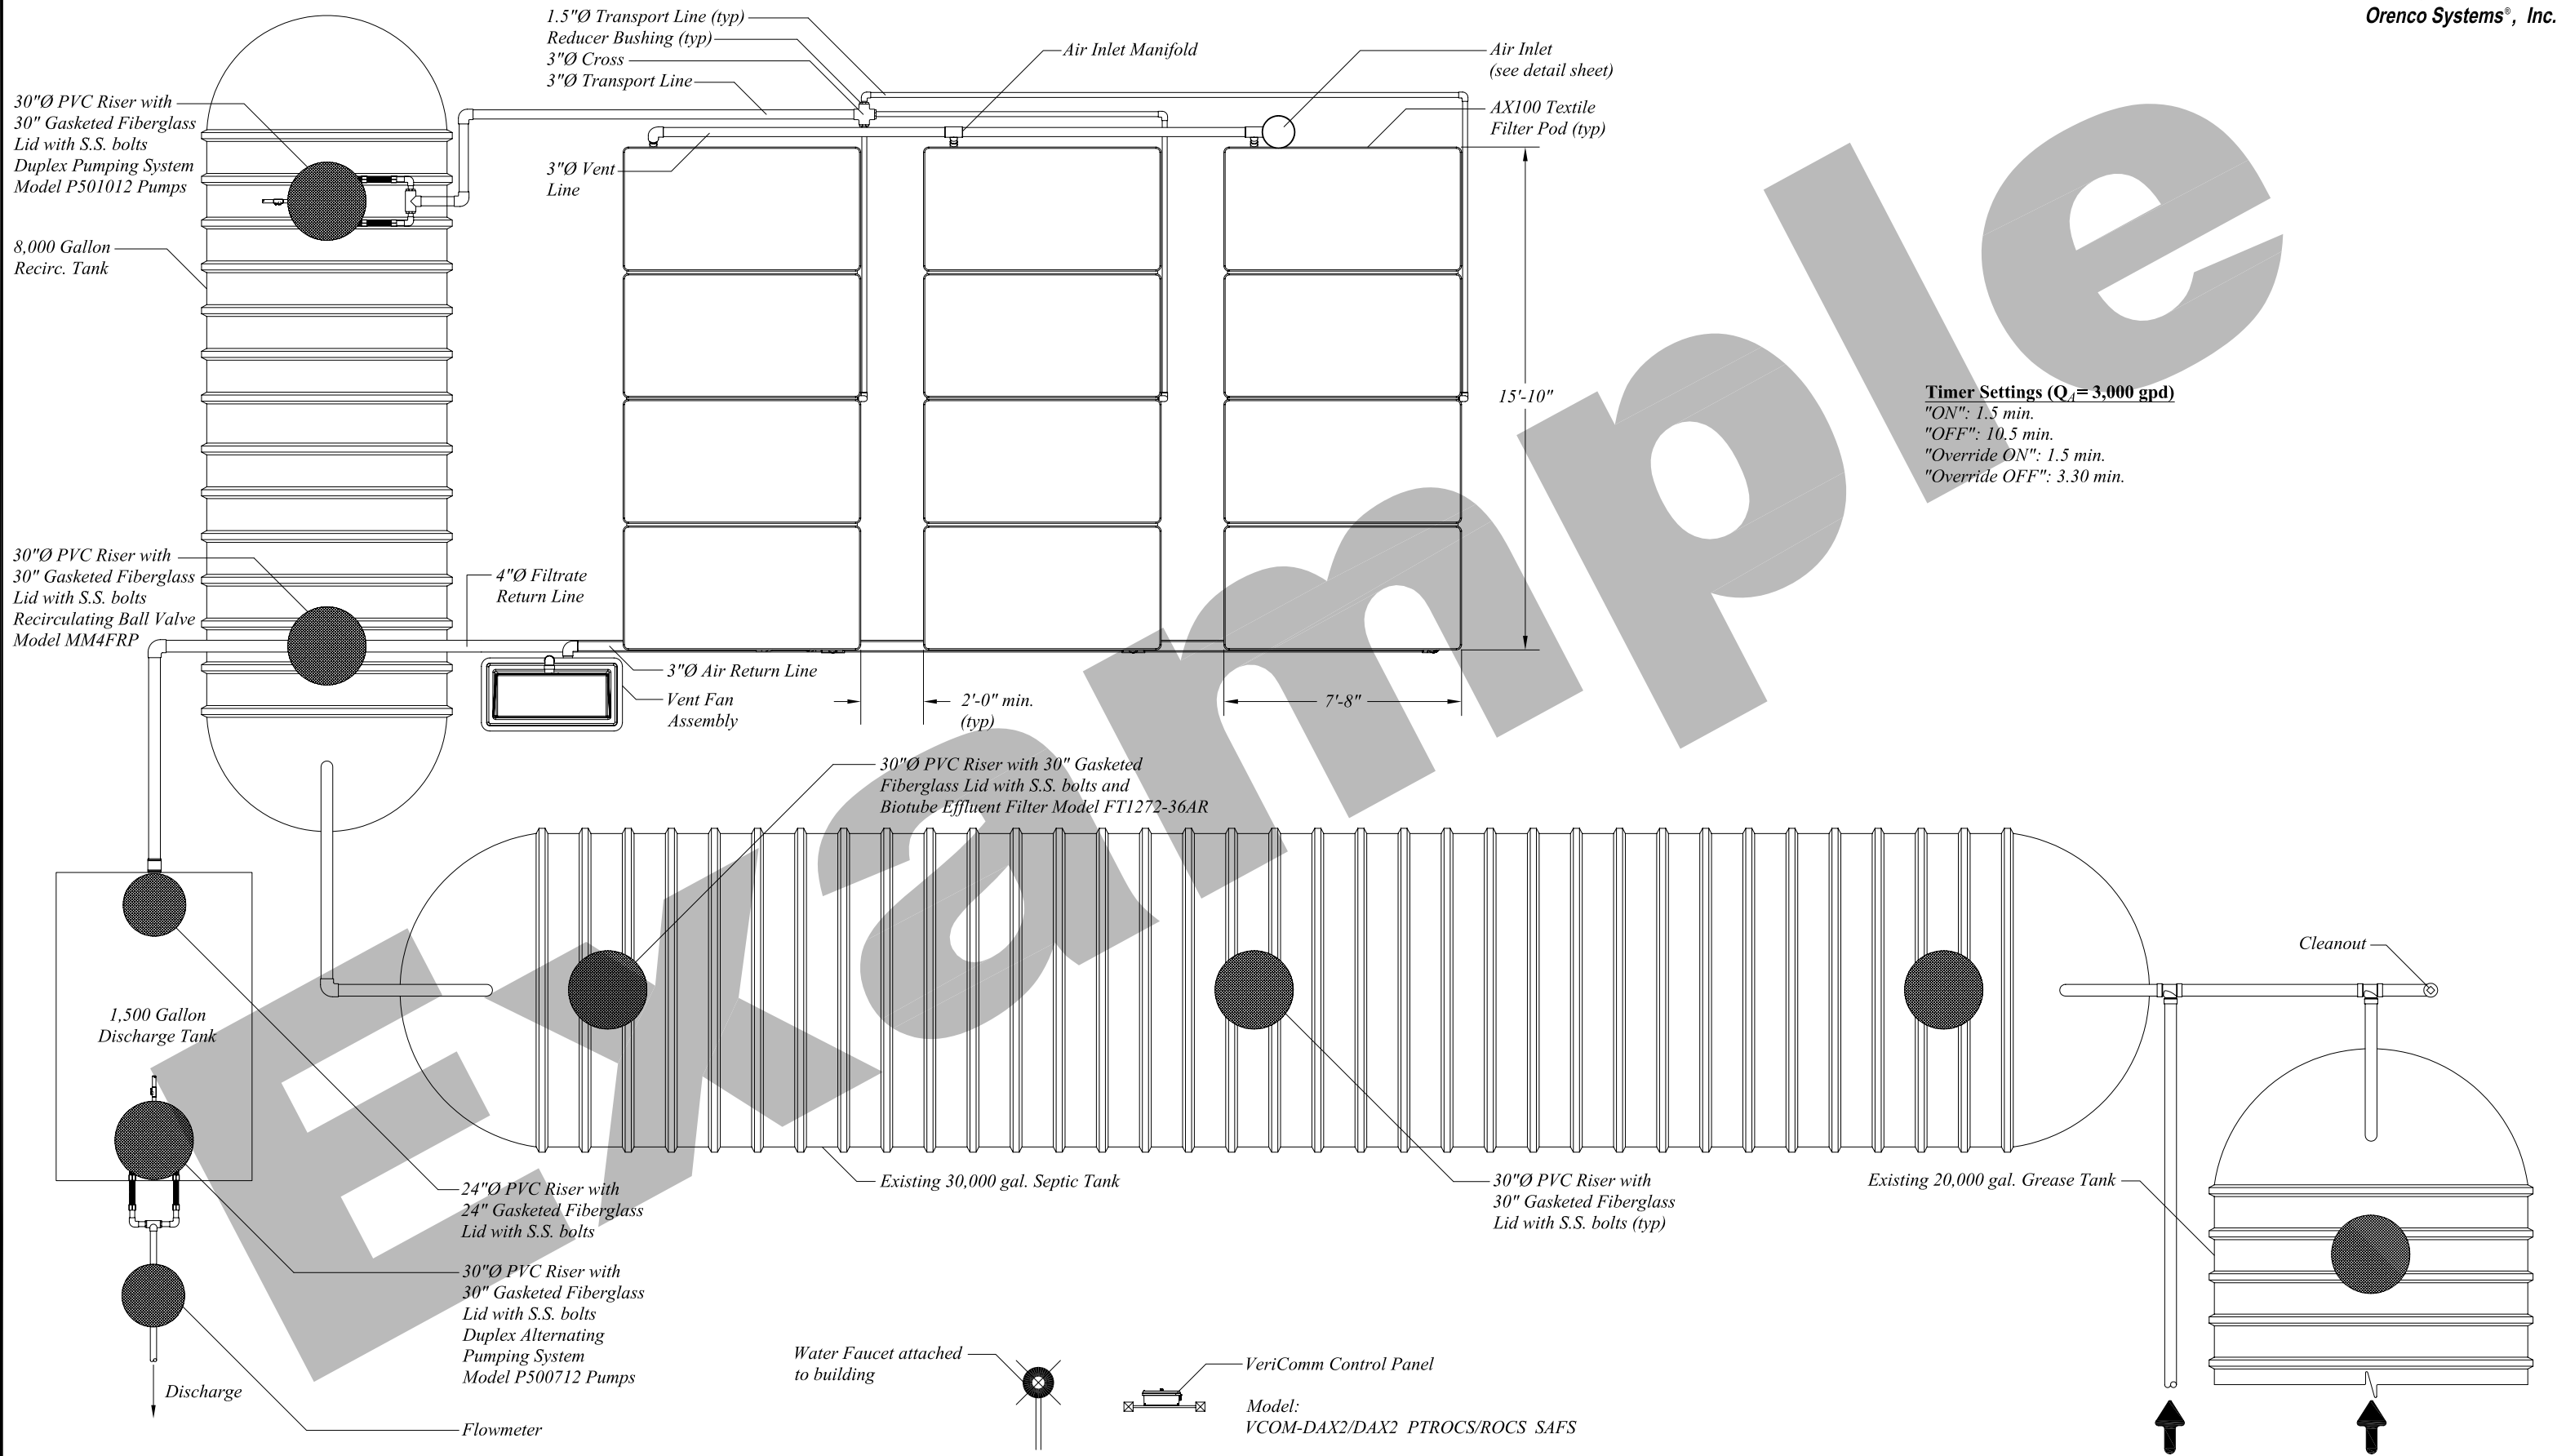 Orenco Systems®, Inc.
1.5"Ø Transport Line (typ)
Reducer Bushing (typ)
3"Ø Cross
3"Ø Transport Line
Air Inlet Manifold
Air Inlet
(see detail sheet)
AX100 Textile
Filter Pod (typ)
30"Ø PVC Riser with
30" Gasketed Fiberglass
Lid with S.S. bolts
Duplex Pumping System
Model P501012 Pumps
3"Ø Vent
Line
8,000 Gallon
Recirc. Tank
15'-10"
Timer Settings (QA= 3,000 gpd)
"ON": 1.5 min.
"OFF": 10.5 min.
"Override ON": 1.5 min.
"Override OFF": 3.30 min.
30"Ø PVC Riser with
30" Gasketed Fiberglass
Lid with S.S. bolts
Recirculating Ball Valve
Model MM4FRP
4"Ø Filtrate
Return Line
3"Ø Air Return Line
Vent Fan
Assembly
2'-0" min.
(typ)
7'-8"
30"Ø PVC Riser with 30" Gasketed
Fiberglass Lid with S.S. bolts and
Biotube Effluent Filter Model FT1272-36AR
Example
Cleanout
1,500 Gallon
Discharge Tank
24"Ø PVC Riser with
24" Gasketed Fiberglass
Lid with S.S. bolts
Existing 30,000 gal. Septic Tank
30"Ø PVC Riser with
30" Gasketed Fiberglass
Lid with S.S. bolts (typ)
Existing 20,000 gal. Grease Tank
30"Ø PVC Riser with
30" Gasketed Fiberglass
Lid with S.S. bolts
Duplex Alternating
Pumping System
Model P500712 Pumps
Discharge
Flowmeter
Water Faucet attached
to building
VeriComm Control Panel
Model:
VCOM-DAX2/DAX2 PTROCS/ROCS SAFS